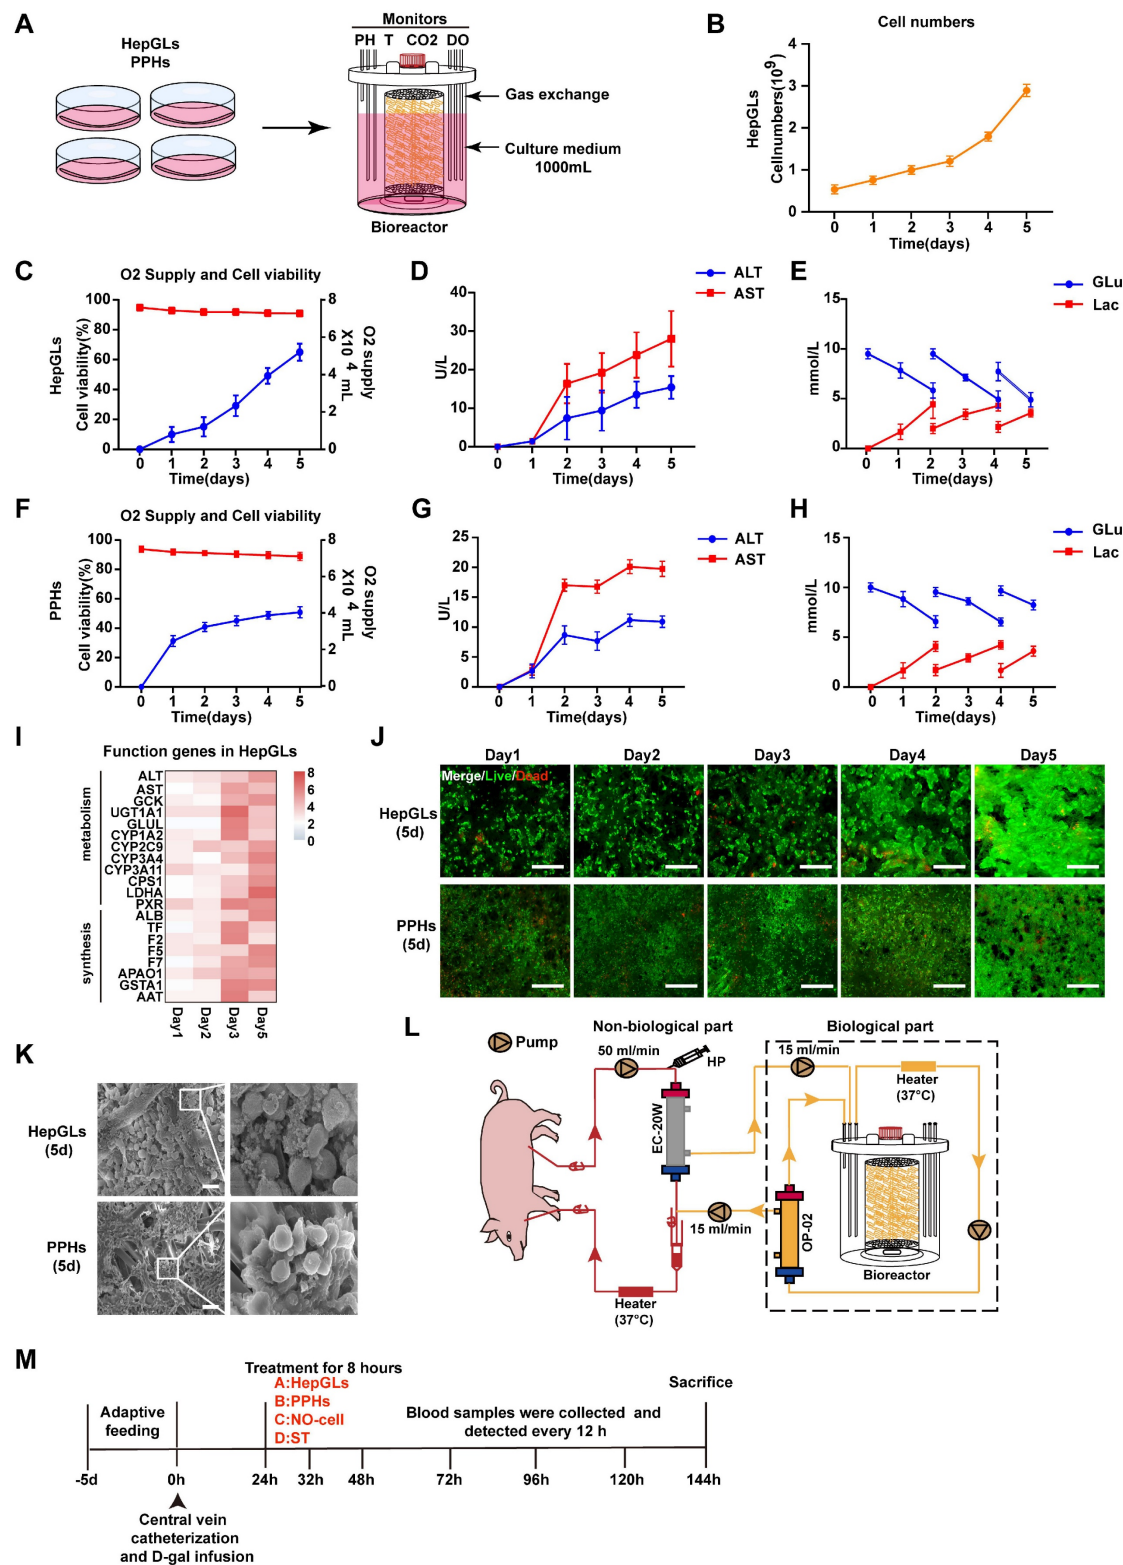 A
HepGLs
PPHs
Monitors
PH T CO2 DO
Gas exchange
Culture medium
1000mL
Bioreactor
B
Cell numbers
HepGLs
Cellnumbers(10⁹)
4
3
2
1
0
0 1 2 3 4 5
Time(days)
C
O2 Supply and Cell viability
HepGLs
Cell viability(%)
100
80
60
40
20
0
8
6
4
2
0
O2 supply
X10 4 mL
0 1 2 3 4 5
Time(days)
D
ALT
AST
U/L
40
30
20
10
0
0 1 2 3 4 5
Time(days)
E
GLu
Lac
mmol/L
15
10
5
0
0 1 2 3 4 5
Time(days)
F
O2 Supply and Cell viability
PPHs
Cell viability(%)
100
80
60
40
20
0
8
6
4
2
0
O2 supply
X10 4 mL
0 1 2 3 4 5
Time(days)
G
ALT
AST
U/L
25
20
15
10
5
0
0 1 2 3 4 5
Time(days)
H
GLu
Lac
mmol/L
15
10
5
0
0 1 2 3 4 5
Time(days)
I
Function genes in HepGLs
metabolism
ALT
AST
GCK
UGT1A1
GLUL
CYP1A2
CYP2C9
CYP3A4
CYP3A11
CPS1
LDHA
PXR
synthesis
ALB
TF
F2
F5
F7
APAO1
GSTA1
AAT
Day1 Day2 Day3 Day5
8
6
4
2
0
J
Day1 Day2 Day3 Day4 Day5
Merge/Live/Dead
HepGLs
(5d)
PPHs
(5d)
K
HepGLs
(5d)
PPHs
(5d)
L
Pump
Non-biological part
Biological part
50 ml/min
HP
EC-20W
15 ml/min
Heater
(37°C)
15 ml/min
OP-02
Bioreactor
Heater
(37°C)
M
Treatment for 8 hours
A:HepGLs
B:PPHs
C:NO-cell
D:ST
Adaptive
feeding
Blood samples were collected and
detected every 12 h
Sacrifice
-5d 0h 24h 32h 48h 72h 96h 120h 144h
Central vein
catheterization
and D-gal infusion